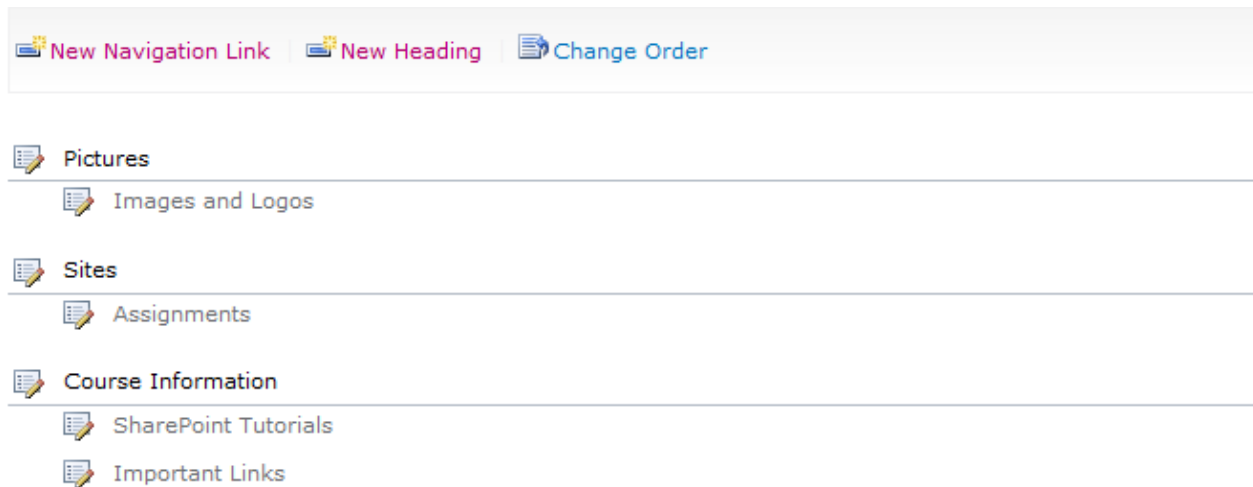 New Navigation Link New Heading Change Order
Pictures
Images and Logos
Sites
Assignments
Course Information
SharePoint Tutorials
Important Links